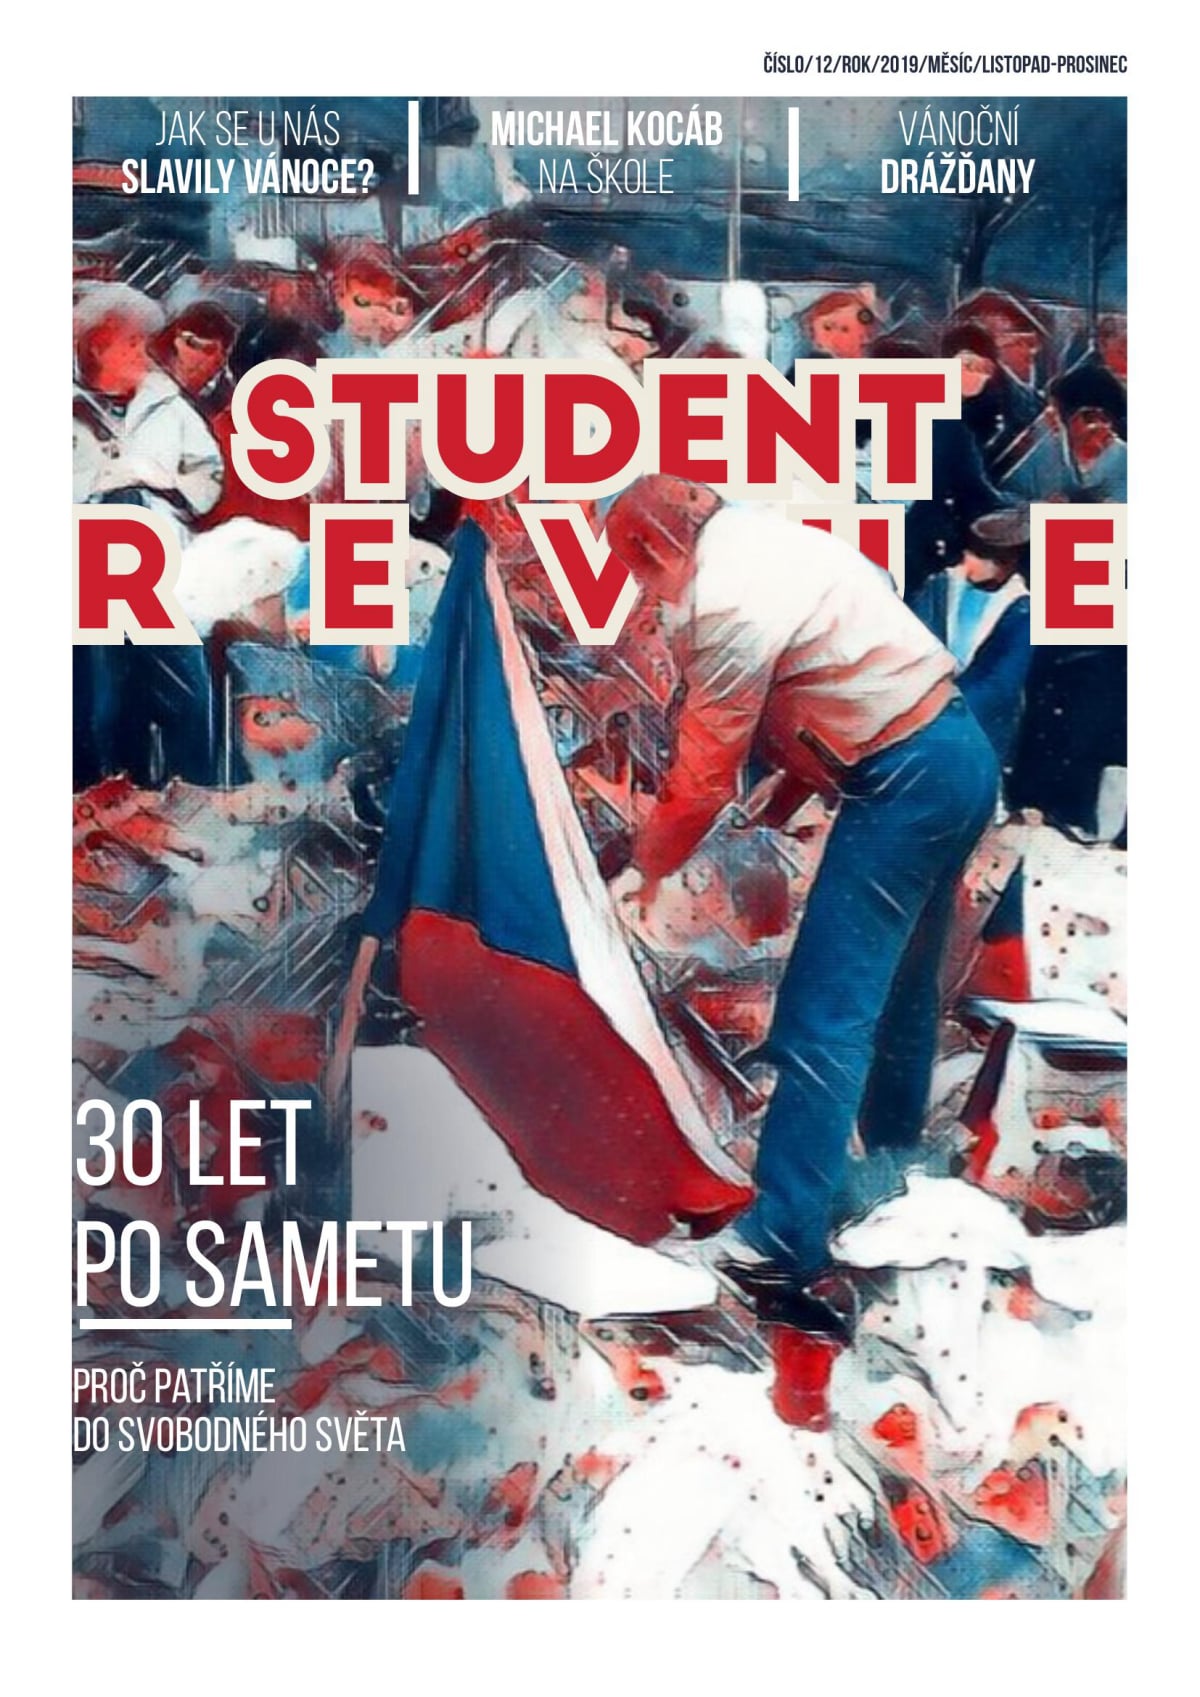 ČÍSLO/12/ROK/2019/MĚSÍC/LISTOPAD-PROSINEC
JAK SE U NÁS
SLAVILY VÁNOCE?
MICHAEL KOCÁB
NA ŠKOLE
VÁNOČNÍ
DRÁŽĎANY
STUDENT
REVUE
30 LET
PO SAMETU
PROČ PATŘÍME
DO SVOBODNÉHO SVĚTA